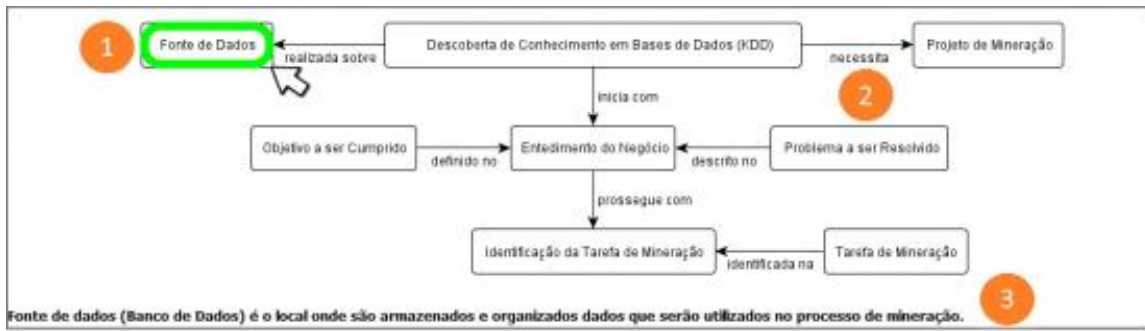 1
Fonte de Dados
realizada sobre
Descoberta de Conhecimento em Bases de Dados (KDD)
necessita
Projeto de Mineração
2
inicia com
Objetivo a ser Cumprido
definido no
Entedimento do Negócio
descrito no
Problema a ser Resolvido
prossegue com
Identificação da Tarefa de Mineração
identificada na
Tarefa de Mineração
3
Fonte de dados (Banco de Dados) é o local onde são armazenados e organizados dados que serão utilizados no processo de mineração.